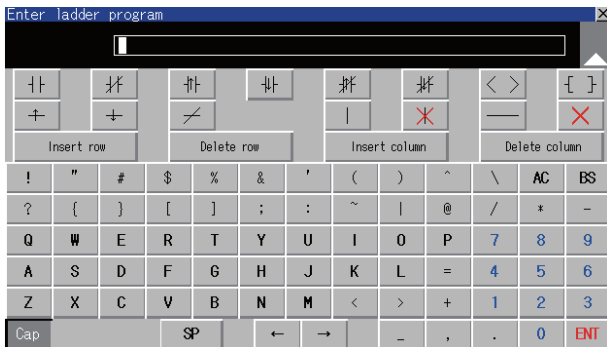 Enter ladder program ×
< > { }
Insert row Delete row Insert column Delete column
! " # $ % & ' ( ) ^ \ AC BS
? { } [ ] ; : ~ | @ / * -
Q W E R T Y U I O P 7 8 9
A S D F G H J K L = 4 5 6
Z X C V B N M < > + 1 2 3
Cap SP ← → _ , . 0 ENT